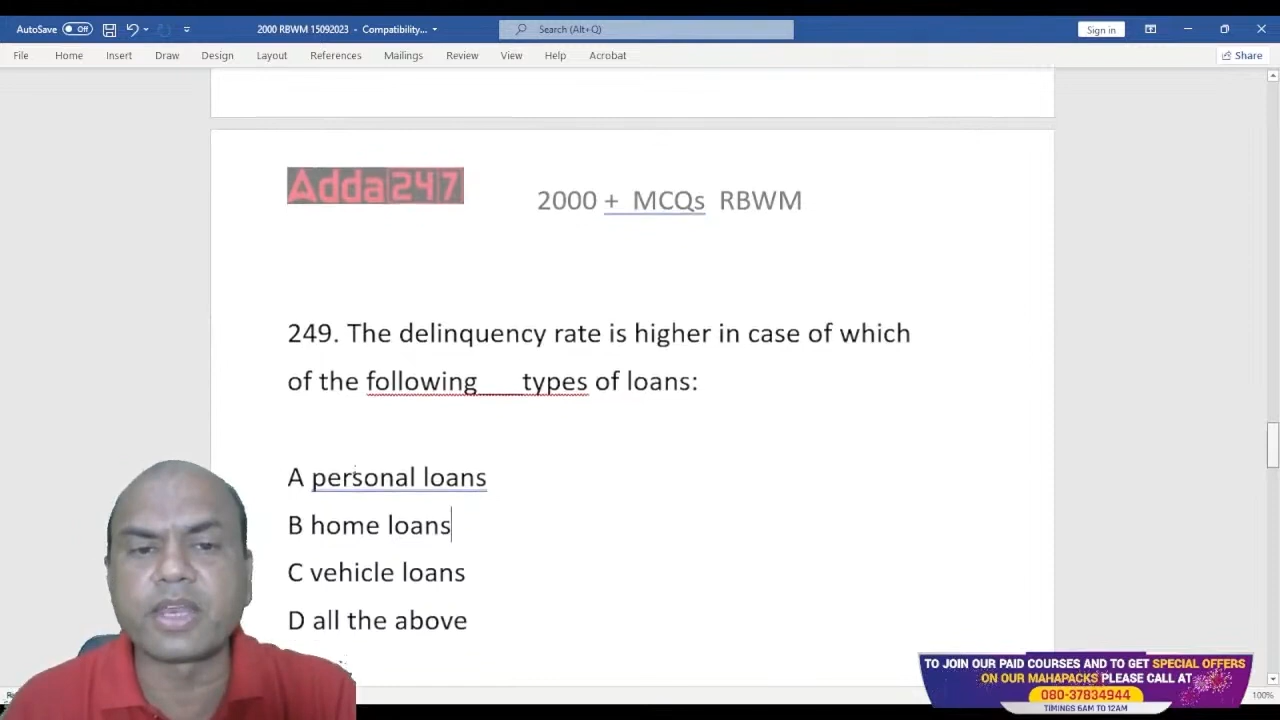 AutoSave Off 2000 RBWM 15092023 - Compatibility... Search (Alt+Q) Sign in
File Home Insert Draw Design Layout References Mailings Review View Help Acrobat Share
Adda247
2000 + MCQs RBWM
249. The delinquency rate is higher in case of which
of the following___types of loans:
A personal loans
B home loans
C vehicle loans
D all the above
TO JOIN OUR PAID COURSES AND TO GET SPECIAL OFFERS
ON OUR MAHAPACKS PLEASE CALL AT
080-37834944
TIMINGS 6AM TO 12AM
100%